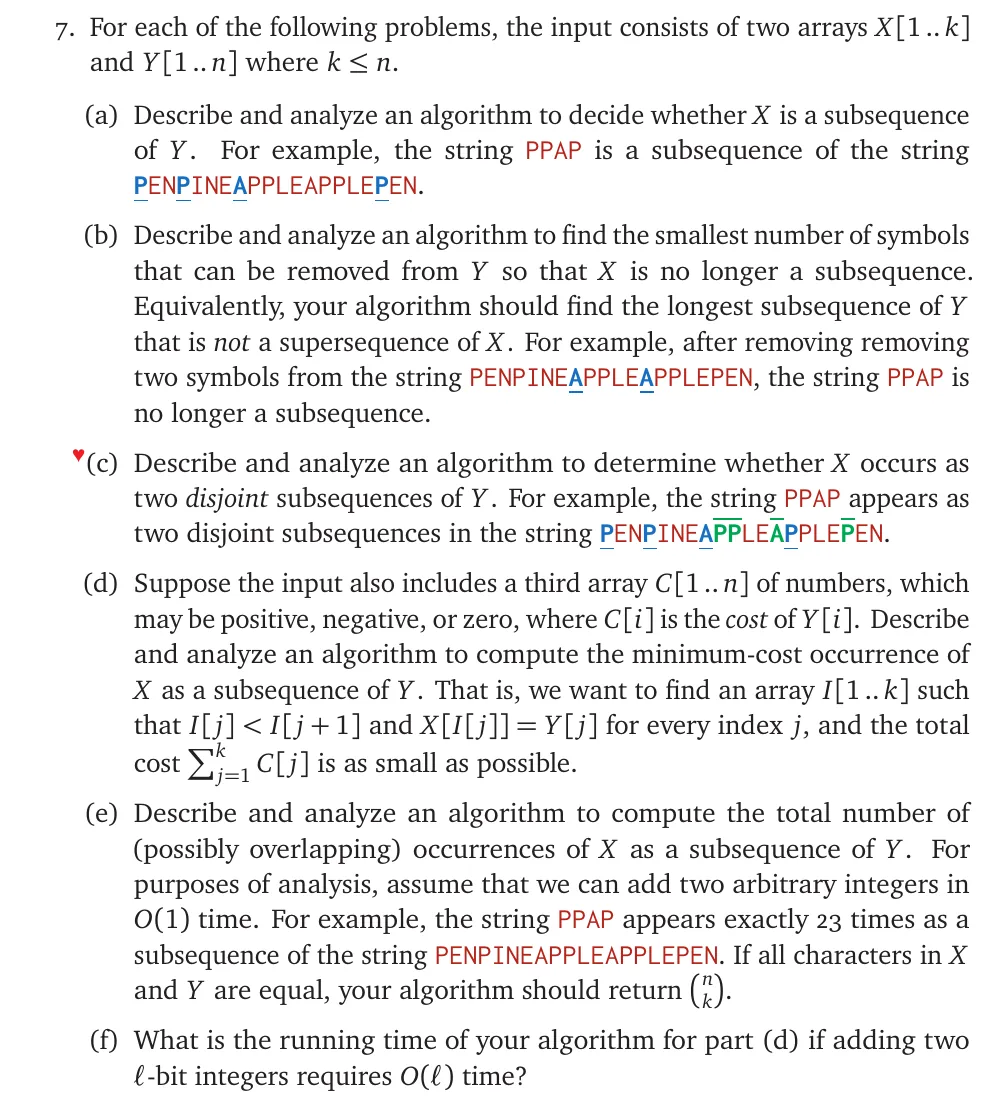 7. For each of the following problems, the input consists of two arrays X[1 .. k]
and Y[1 .. n] where k ≤ n.
(a) Describe and analyze an algorithm to decide whether X is a subsequence
of Y. For example, the string PPAP is a subsequence of the string
PENPINEAPPLEAPPLEPEN.
(b) Describe and analyze an algorithm to find the smallest number of symbols
that can be removed from Y so that X is no longer a subsequence.
Equivalently, your algorithm should find the longest subsequence of Y
that is not a supersequence of X. For example, after removing removing
two symbols from the string PENPINEAPPLEAPPLEPEN, the string PPAP is
no longer a subsequence.
♥(c) Describe and analyze an algorithm to determine whether X occurs as
two disjoint subsequences of Y. For example, the string PPAP appears as
two disjoint subsequences in the string PENPINEAPPLEAPPLEPEN.
(d) Suppose the input also includes a third array C[1 .. n] of numbers, which
may be positive, negative, or zero, where C[i] is the cost of Y[i]. Describe
and analyze an algorithm to compute the minimum-cost occurrence of
X as a subsequence of Y. That is, we want to find an array I[1 .. k] such
that I[j] < I[j + 1] and X[I[j]] = Y[j] for every index j, and the total
cost ∑ᵏⱼ₌₁ C[j] is as small as possible.
(e) Describe and analyze an algorithm to compute the total number of
(possibly overlapping) occurrences of X as a subsequence of Y. For
purposes of analysis, assume that we can add two arbitrary integers in
O(1) time. For example, the string PPAP appears exactly 23 times as a
subsequence of the string PENPINEAPPLEAPPLEPEN. If all characters in X
and Y are equal, your algorithm should return (n k).
(f) What is the running time of your algorithm for part (d) if adding two
ℓ-bit integers requires O(ℓ) time?